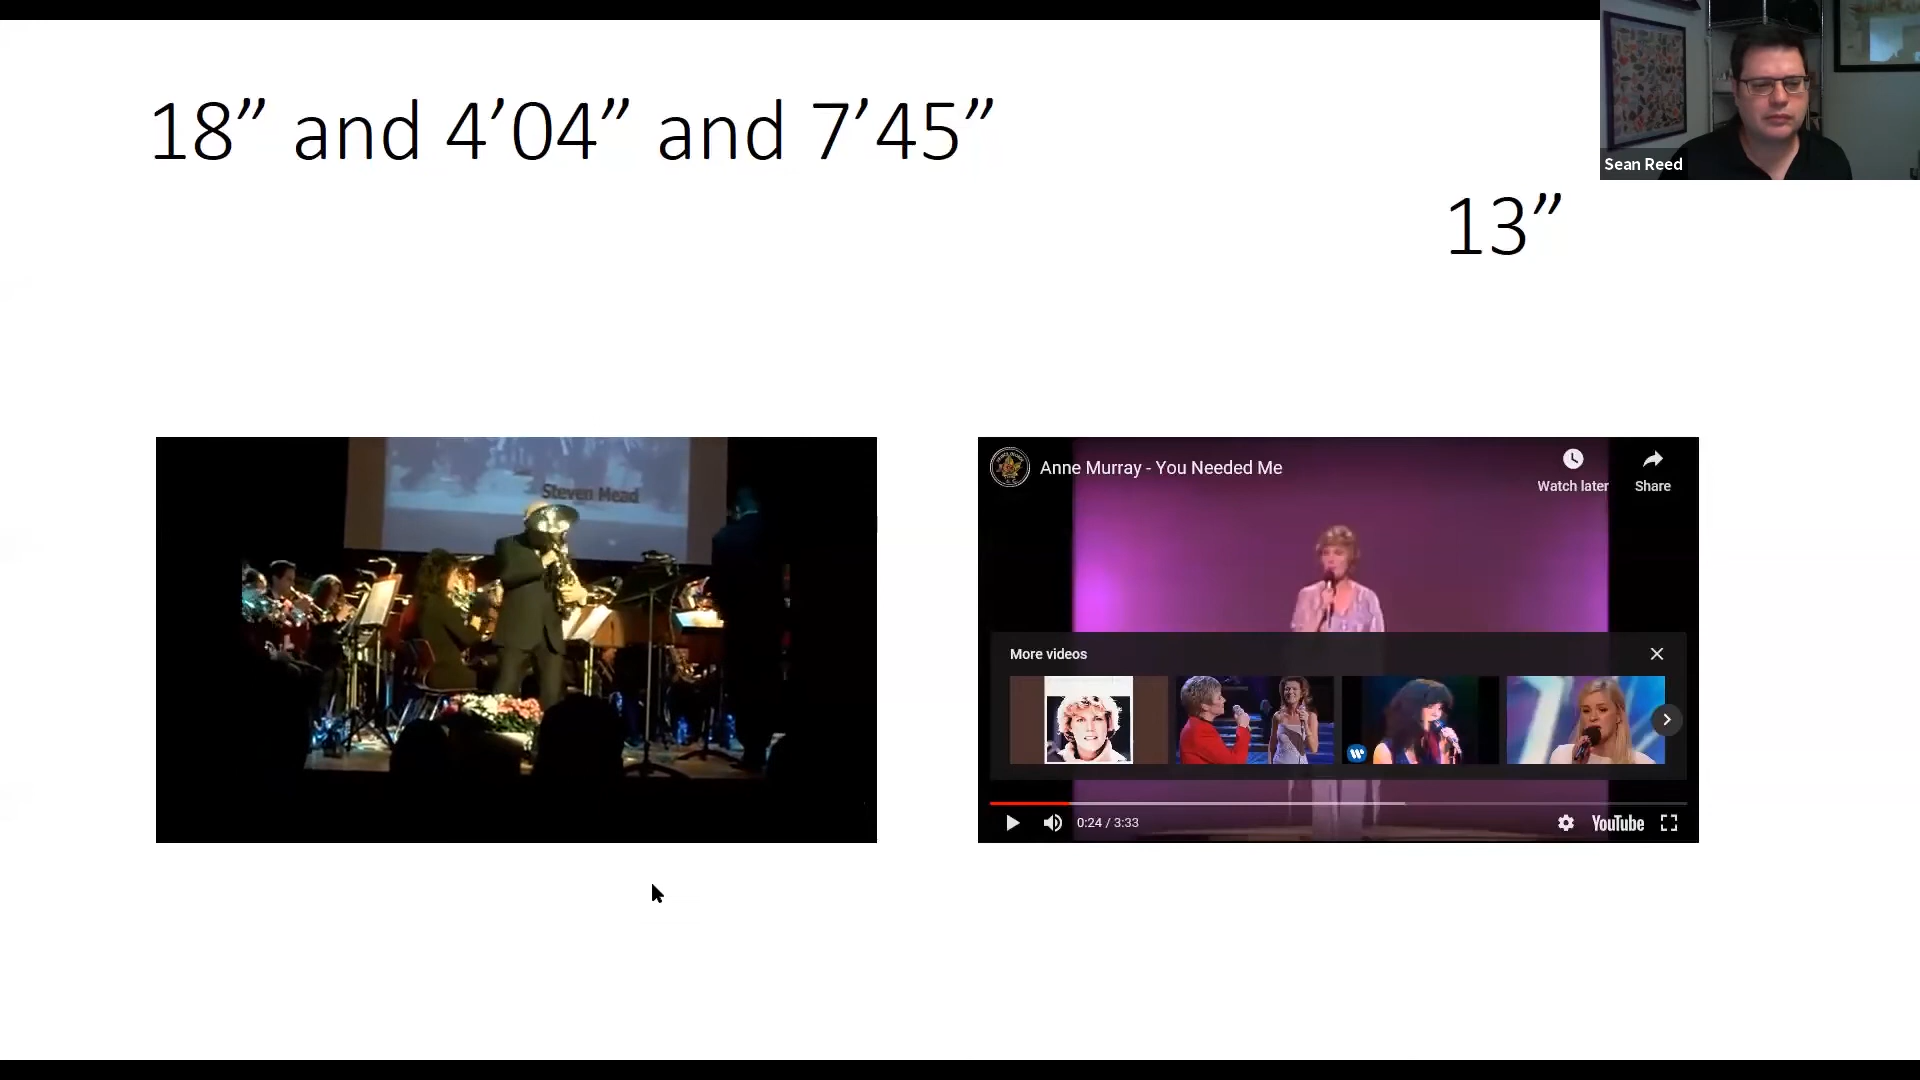 18” and 4’04” and 7’45”
Sean Reed
13”
Steven Mead
Anne Murray - You Needed Me
Watch later
Share
More videos
0:24 / 3:33
YouTube